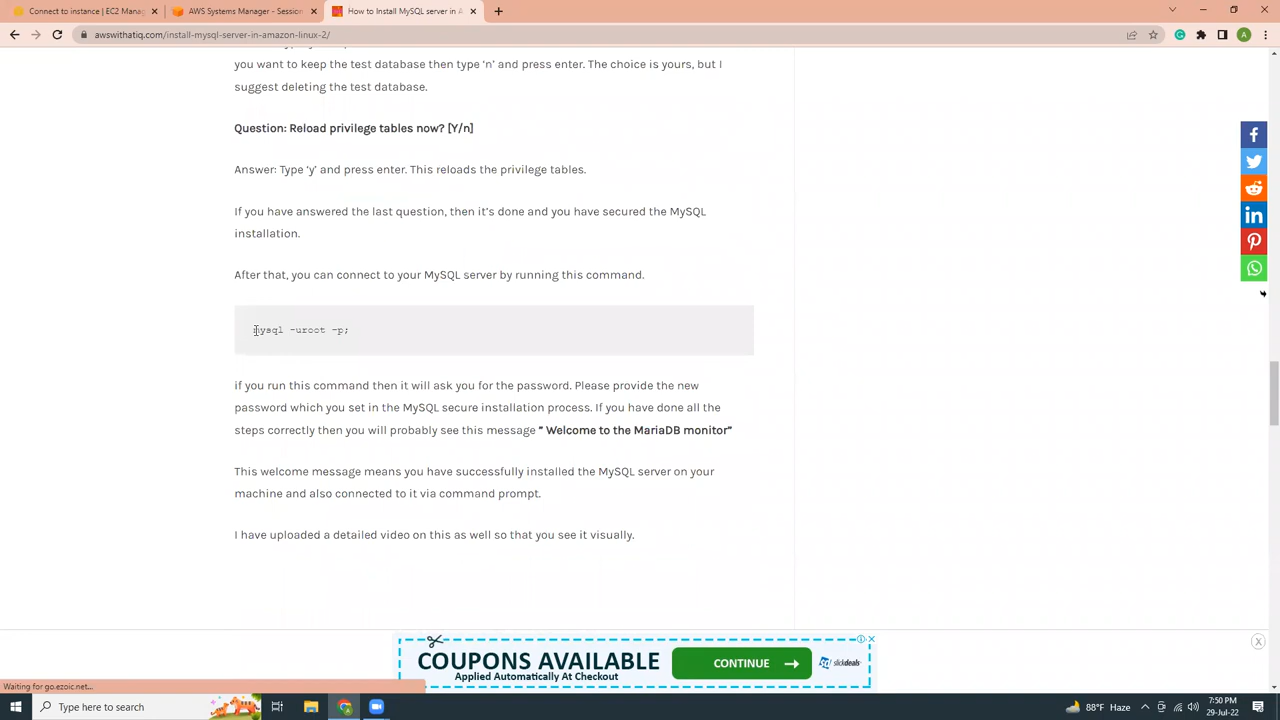 Connect to instance | EC2 Manag
AWS Systems Manager - Session
How to Install MySQL server in A
awswithatiq.com/install-mysql-server-in-amazon-linux-2/
A
you want to keep the test database then type ‘n’ and press enter. The choice is yours, but I
suggest deleting the test database.
Question: Reload privilege tables now? [Y/n]
Answer: Type ‘y’ and press enter. This reloads the privilege tables.
If you have answered the last question, then it’s done and you have secured the MySQL
installation.
After that, you can connect to your MySQL server by running this command.
mysql -uroot -p;
if you run this command then it will ask you for the password. Please provide the new
password which you set in the MySQL secure installation process. If you have done all the
steps correctly then you will probably see this message ” Welcome to the MariaDB monitor”
This welcome message means you have successfully installed the MySQL server on your
machine and also connected to it via command prompt.
I have uploaded a detailed video on this as well so that you see it visually.
COUPONS AVAILABLE
Applied Automatically At Checkout
CONTINUE
slickdeals
Waiting for go.ezoic.net...
Type here to search
88°F Haze
7:50 PM
29-Jul-22